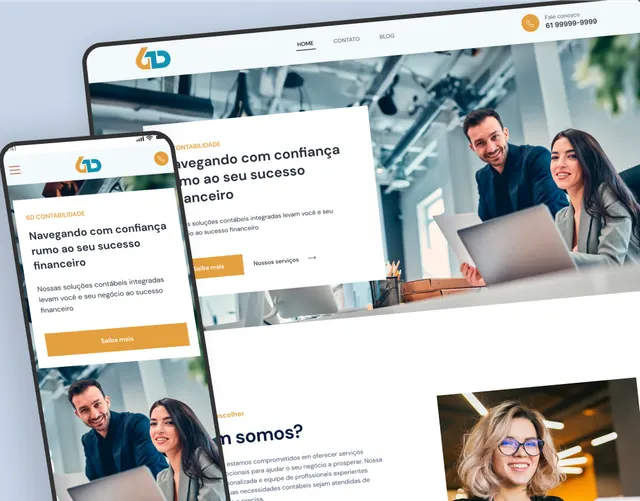 6D
HOME
CONTATO
BLOG
Fale conosco
61 99999-9999
CONTABILIDADE
avegando com confiança
rumo ao seu sucesso
financeiro
soluções contábeis integradas levam você e seu
ao sucesso financeiro
Saiba mais
Nossos serviços →
6D
6D CONTABILIDADE
Navegando com confiança
rumo ao seu sucesso
financeiro
Nossas soluções contábeis integradas
levam você e seu negócio ao sucesso
financeiro
Saiba mais
escolher
somos?
estamos comprometidos em oferecer serviços
para ajudar o seu negócio a prosperar. Nossa
e equipe de profissionais experientes
necessidades contábeis sejam atendidas de
precisa.